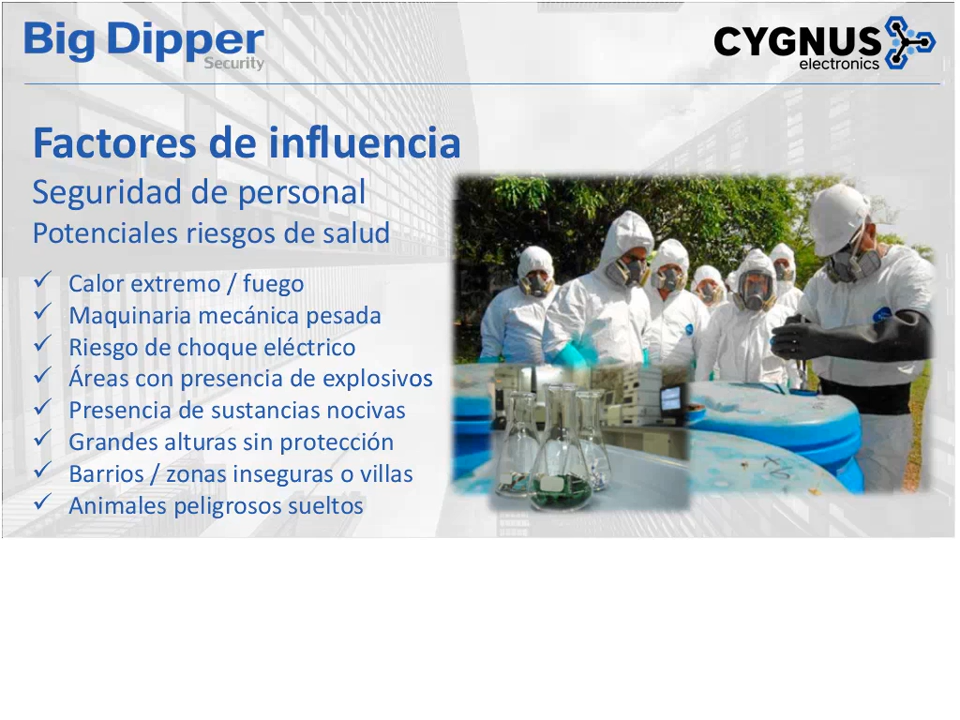 Big Dipper
Security
CYGNUS
electronics
Factores de influencia
Seguridad de personal
Potenciales riesgos de salud
✓ Calor extremo / fuego
✓ Maquinaria mecánica pesada
✓ Riesgo de choque eléctrico
✓ Áreas con presencia de explosivos
✓ Presencia de sustancias nocivas
✓ Grandes alturas sin protección
✓ Barrios / zonas inseguras o villas
✓ Animales peligrosos sueltos